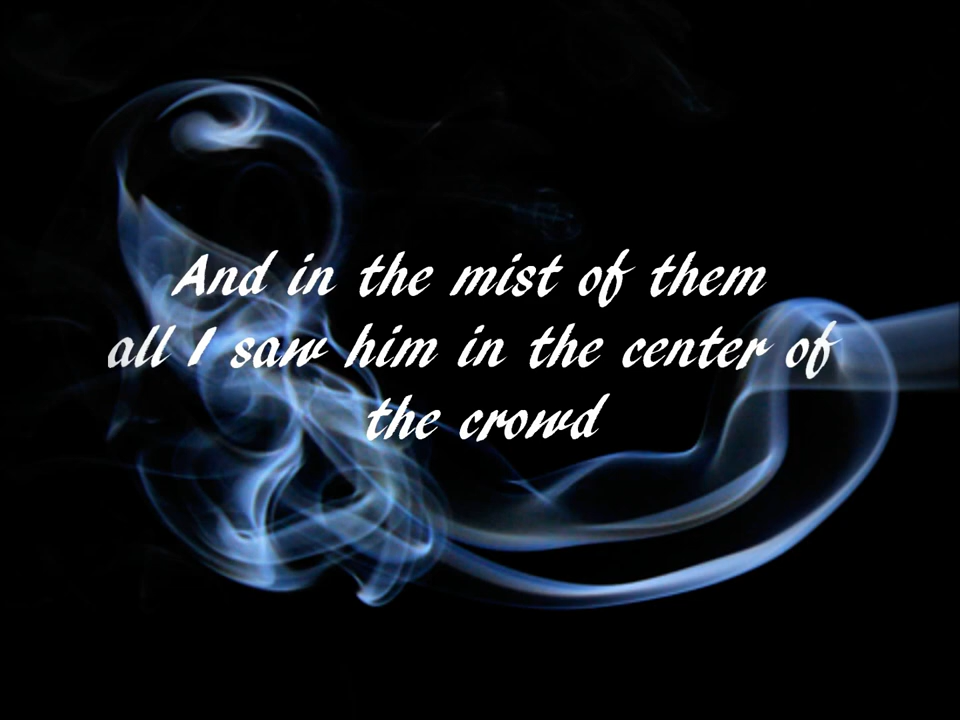 And in the mist of them
all I saw him in the center of
the crowd